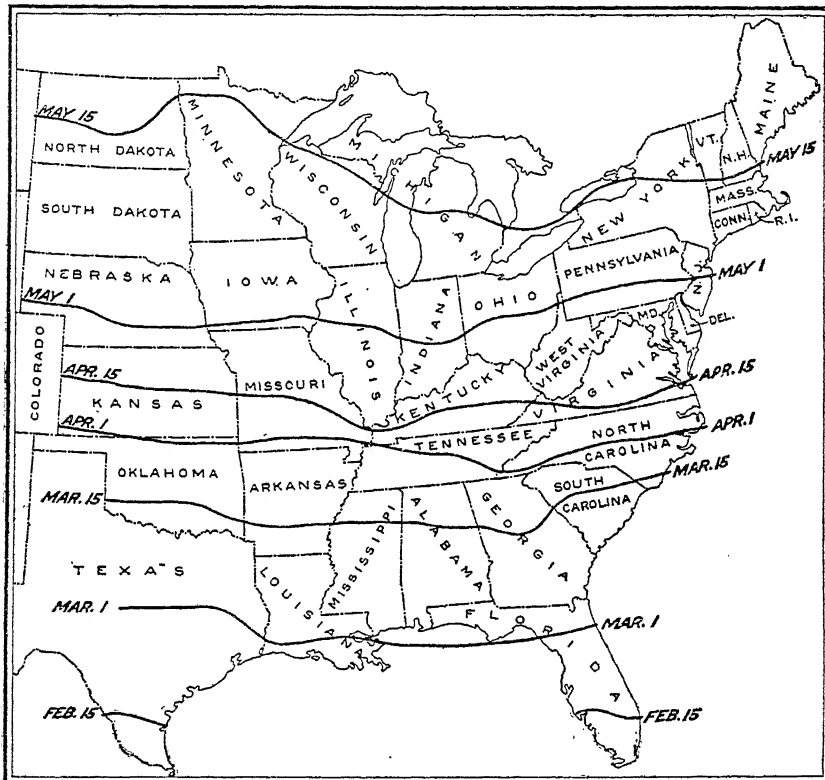 MAINE
MAY 15
MINNESOTA
VT.
N.H.
NORTH DAKOTA
WISCONSIN
MICHIGAN
NEW YORK
MAY 15
SOUTH DAKOTA
MASS.
CONN.
R.I.
NEBRASKA
IOWA
PENNSYLVANIA
MAY 1
MAY 1
ILLINOIS
INDIANA
OHIO
N.J.
MD.
DEL.
COLORADO
WEST VIRGINIA
VIRGINIA
APR. 15
MISSOURI
KENTUCKY
APR. 15
KANSAS
APR. 1
TENNESSEE
NORTH CAROLINA
APR. 1
OKLAHOMA
ARKANSAS
MAR. 15
SOUTH CAROLINA
MAR. 15
MISSISSIPPI
ALABAMA
GEORGIA
TEXAS
LOUISIANA
MAR. 1
FLORIDA
MAR. 1
FEB. 15
FEB. 15